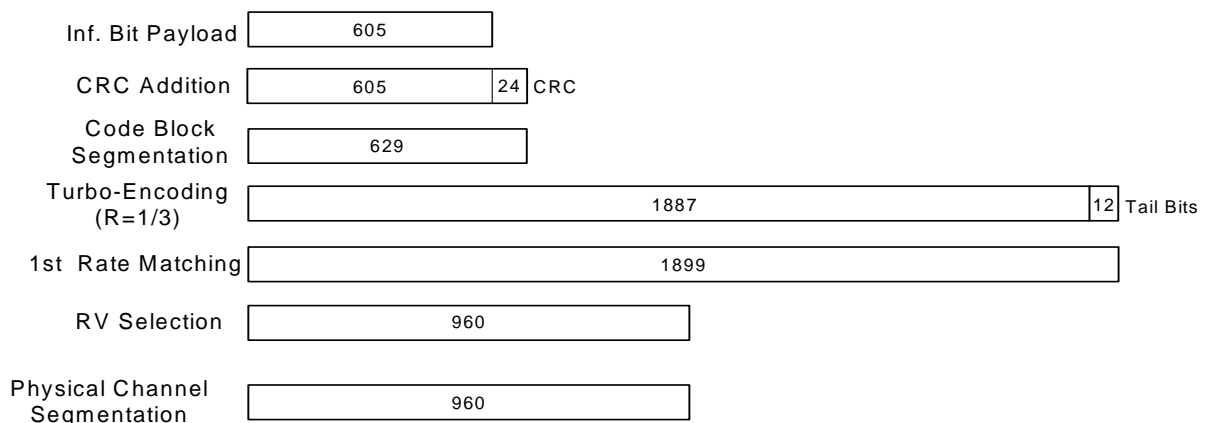 Inf. Bit Payload 605
CRC Addition 605 24 CRC
Code Block
Segmentation 629
Turbo-Encoding
(R=1/3) 1887 12 Tail Bits
1st Rate Matching 1899
RV Selection 960
Physical Channel
Segmentation 960